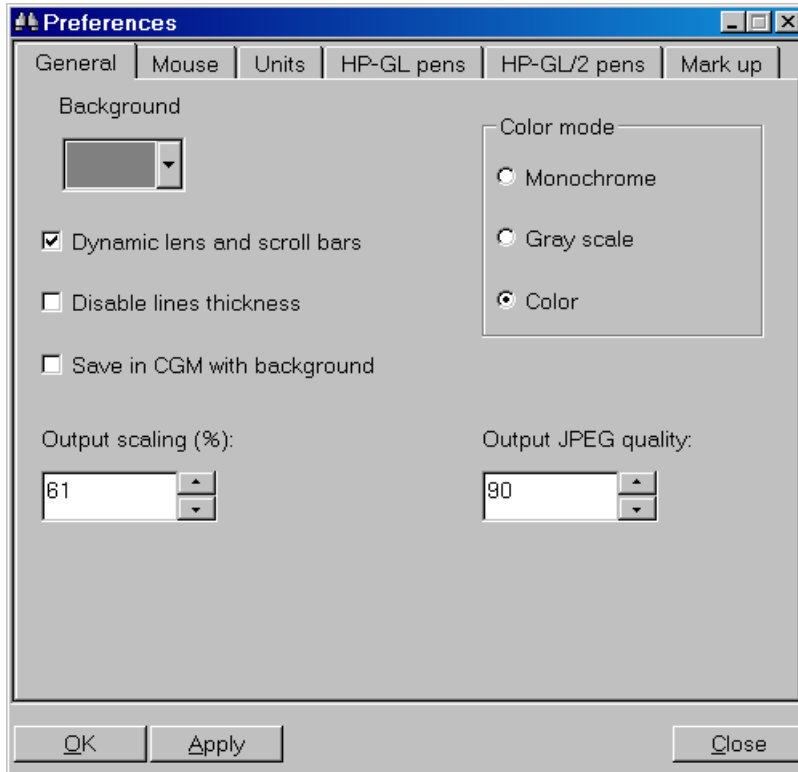 Preferences
General Mouse Units HP-GL pens HP-GL/2 pens Mark up
Background
Color mode
Monochrome
Dynamic lens and scroll bars
Gray scale
Disable lines thickness
Color
Save in CGM with background
Output scaling (%): Output JPEG quality:
61 90
OK Apply Close